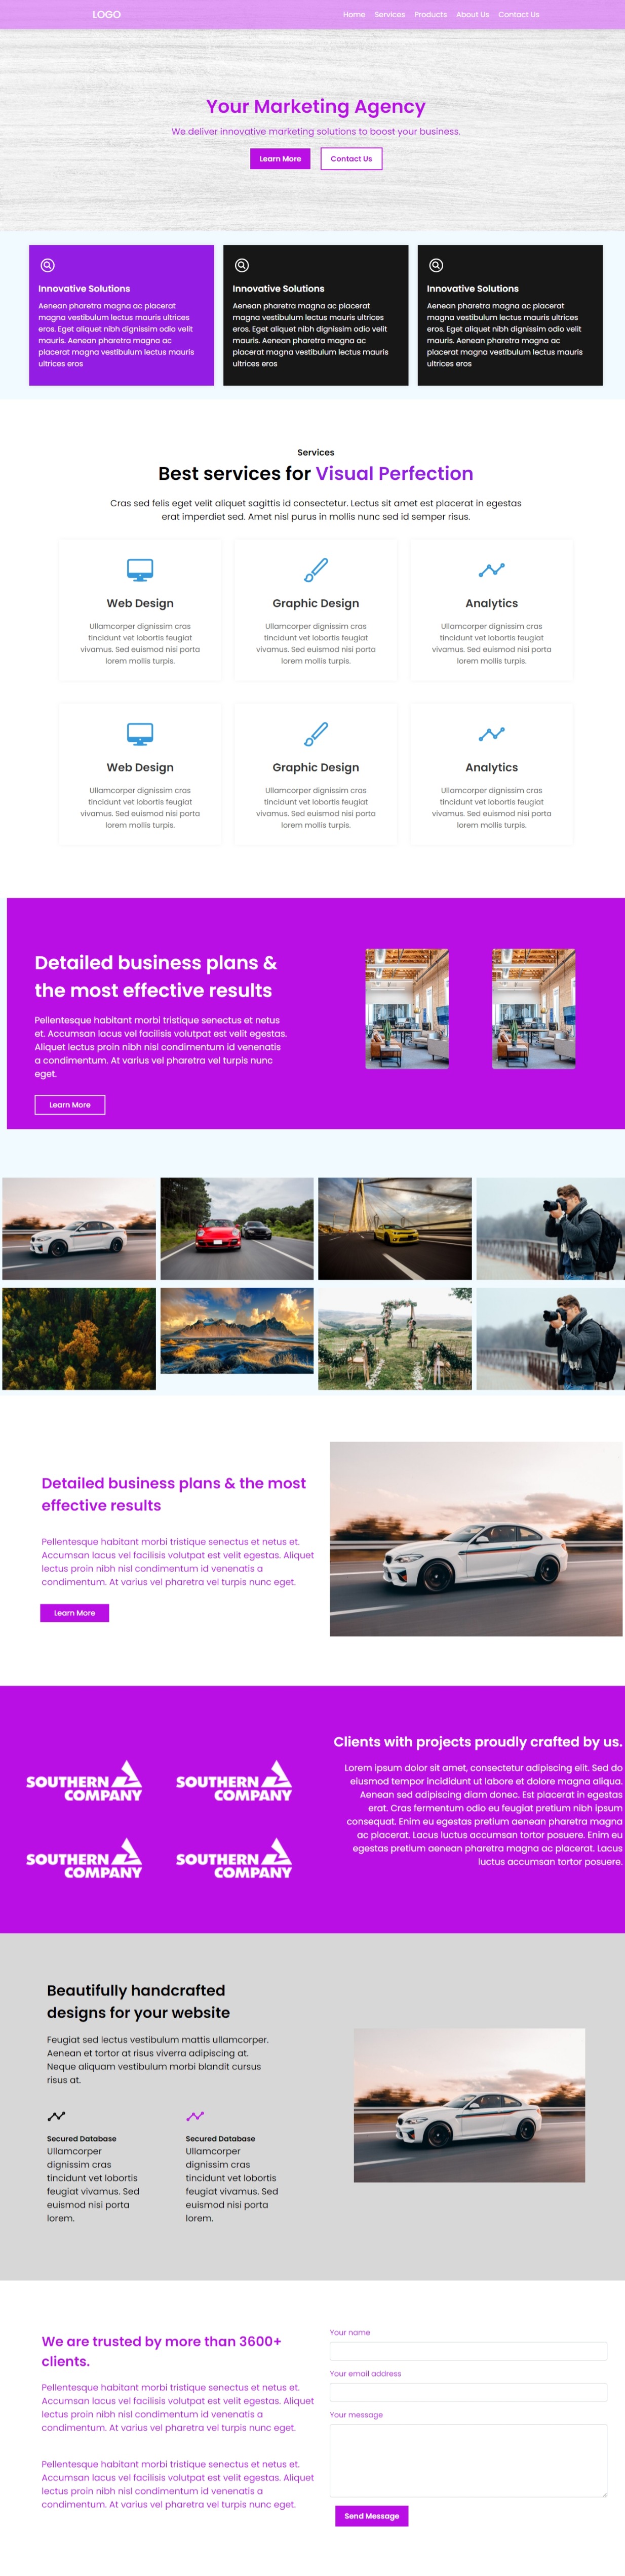 LOGO
Home Services Products About Us Contact Us
Your Marketing Agency
We deliver innovative marketing solutions to boost your business.
Learn More
Contact Us
Innovative Solutions
Aenean pharetra magna ac placerat
magna vestibulum lectus mauris ultrices
eros. Eget aliquet nibh dignissim odio velit
mauris. Aenean pharetra magna ac
placerat magna vestibulum lectus mauris
ultrices eros
Innovative Solutions
Aenean pharetra magna ac placerat
magna vestibulum lectus mauris ultrices
eros. Eget aliquet nibh dignissim odio velit
mauris. Aenean pharetra magna ac
placerat magna vestibulum lectus mauris
ultrices eros
Innovative Solutions
Aenean pharetra magna ac placerat
magna vestibulum lectus mauris ultrices
eros. Eget aliquet nibh dignissim odio velit
mauris. Aenean pharetra magna ac
placerat magna vestibulum lectus mauris
ultrices eros
Services
Best services for Visual Perfection
Cras sed felis eget velit aliquet sagittis id consectetur. Lectus sit amet est placerat in egestas
erat imperdiet sed. Amet nisl purus in mollis nunc sed id semper risus.
Web Design
Ullamcorper dignissim cras
tincidunt vet lobortis feugiat
vivamus. Sed euismod nisi porta
lorem mollis turpis.
Graphic Design
Ullamcorper dignissim cras
tincidunt vet lobortis feugiat
vivamus. Sed euismod nisi porta
lorem mollis turpis.
Analytics
Ullamcorper dignissim cras
tincidunt vet lobortis feugiat
vivamus. Sed euismod nisi porta
lorem mollis turpis.
Web Design
Ullamcorper dignissim cras
tincidunt vet lobortis feugiat
vivamus. Sed euismod nisi porta
lorem mollis turpis.
Graphic Design
Ullamcorper dignissim cras
tincidunt vet lobortis feugiat
vivamus. Sed euismod nisi porta
lorem mollis turpis.
Analytics
Ullamcorper dignissim cras
tincidunt vet lobortis feugiat
vivamus. Sed euismod nisi porta
lorem mollis turpis.
Detailed business plans &
the most effective results
Pellentesque habitant morbi tristique senectus et netus
et. Accumsan lacus vel facilisis volutpat est velit egestas.
Aliquet lectus proin nibh nisl condimentum id venenatis
a condimentum. At varius vel pharetra vel turpis nunc
eget.
Learn More
Detailed business plans & the most
effective results
Pellentesque habitant morbi tristique senectus et netus et.
Accumsan lacus vel facilisis volutpat est velit egestas. Aliquet
lectus proin nibh nisl condimentum id venenatis a
condimentum. At varius vel pharetra vel turpis nunc eget.
Learn More
SOUTHERN
COMPANY
SOUTHERN
COMPANY
SOUTHERN
COMPANY
SOUTHERN
COMPANY
Clients with projects proudly crafted by us.
Lorem ipsum dolor sit amet, consectetur adipiscing elit. Sed do
eiusmod tempor incididunt ut labore et dolore magna aliqua.
Aenean sed adipiscing diam donec. Est placerat in egestas
erat. Cras fermentum odio eu feugiat pretium nibh ipsum
consequat. Enim eu egestas pretium aenean pharetra magna
ac placerat. Lacus luctus accumsan tortor posuere. Enim eu
egestas pretium aenean pharetra magna ac placerat. Lacus
luctus accumsan tortor posuere.
Beautifully handcrafted
designs for your website
Feugiat sed lectus vestibulum mattis ullamcorper.
Aenean et tortor at risus viverra adipiscing at.
Neque aliquam vestibulum morbi blandit cursus
risus at.
Secured Database
Ullamcorper
dignissim cras
tincidunt vet lobortis
feugiat vivamus. Sed
euismod nisi porta
lorem.
Secured Database
Ullamcorper
dignissim cras
tincidunt vet lobortis
feugiat vivamus. Sed
euismod nisi porta
lorem.
We are trusted by more than 3600+
clients.
Pellentesque habitant morbi tristique senectus et netus et.
Accumsan lacus vel facilisis volutpat est velit egestas. Aliquet
lectus proin nibh nisl condimentum id venenatis a
condimentum. At varius vel pharetra vel turpis nunc eget.
Pellentesque habitant morbi tristique senectus et netus et.
Accumsan lacus vel facilisis volutpat est velit egestas. Aliquet
lectus proin nibh nisl condimentum id venenatis a
condimentum. At varius vel pharetra vel turpis nunc eget.
Your name
Your email address
Your message
Send Message